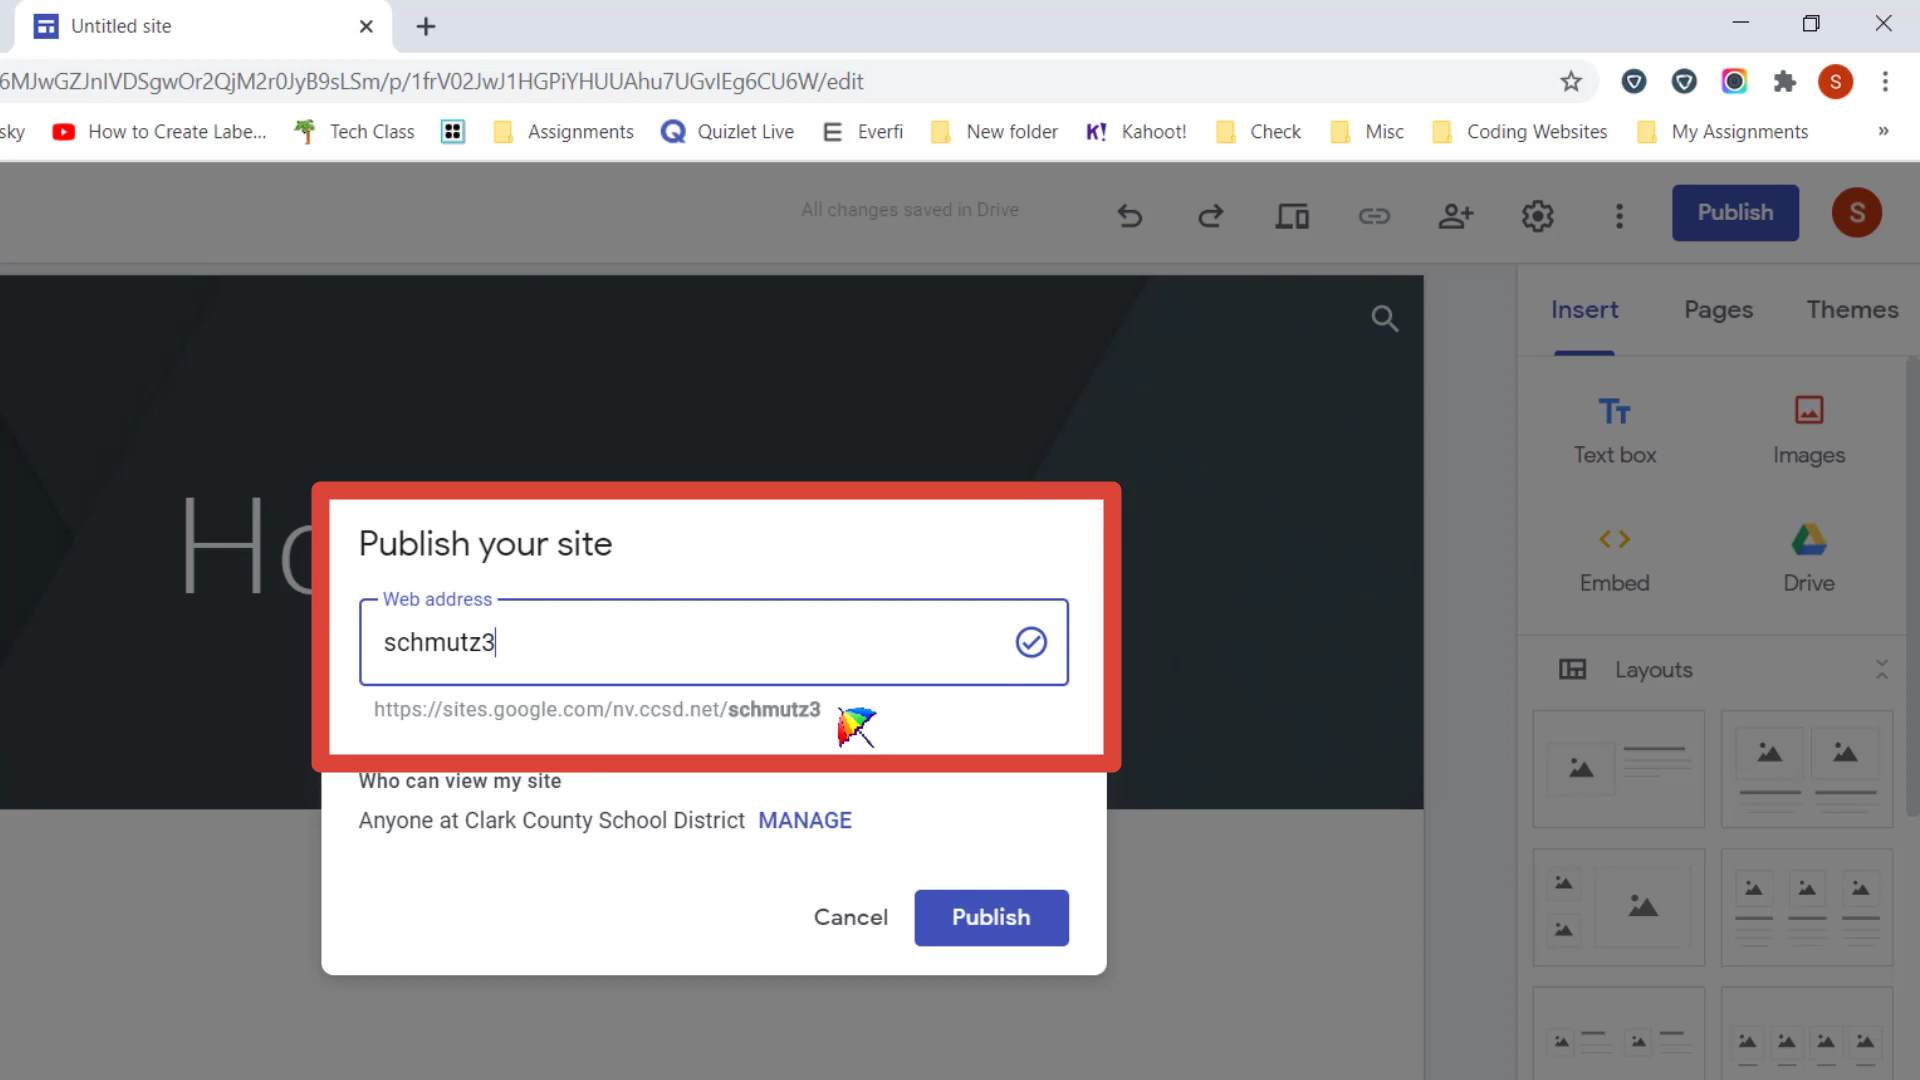 Untitled site
6MJwGZJnlVDSgwOr2QjM2r0JyB9sLSm/p/1frV02JwJ1HGPiYHUUAhu7UGvlEg6CU6W/edit
S
sky
How to Create Labe...
Tech Class
Assignments
Quizlet Live
Everfi
New folder
K! Kahoot!
Check
Misc
Coding Websites
My Assignments
»
All changes saved in Drive
Publish
S
Insert
Pages
Themes
Text box
Images
Embed
Drive
Layouts
Ho
Publish your site
Web address
schmutz3
https://sites.google.com/nv.ccsd.net/schmutz3
Who can view my site
Anyone at Clark County School District MANAGE
Cancel
Publish